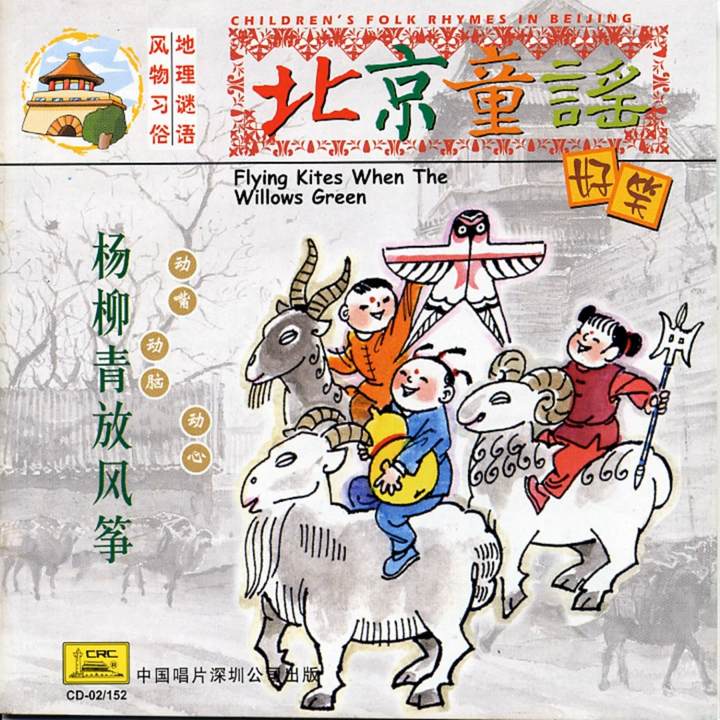 CHILDREN'S FOLK RHYMES IN BEIJING
地理谜语
风物习俗
北京童謡
Flying Kites When The
Willows Green
好笑
杨柳青放风筝
动嘴
动脑
动心
CRC
®
中国唱片深圳公司出版
CD-02/152